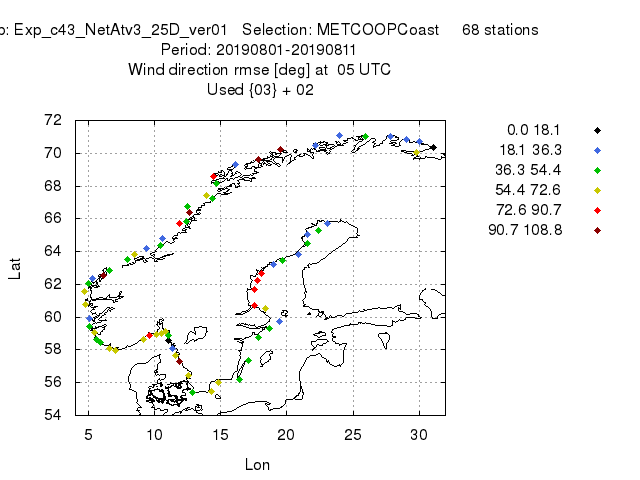 o: Exp_c43_NetAtv3_25D_ver01 Selection: METCOOPCoast 68 stations
Period: 20190801-20190811
Wind direction rmse [deg] at 05 UTC
Used {03} + 02
72
70
68
66
64
62
60
58
56
54
Lat
5 10 15 20 25 30
Lon
0.0 18.1
18.1 36.3
36.3 54.4
54.4 72.6
72.6 90.7
90.7 108.8